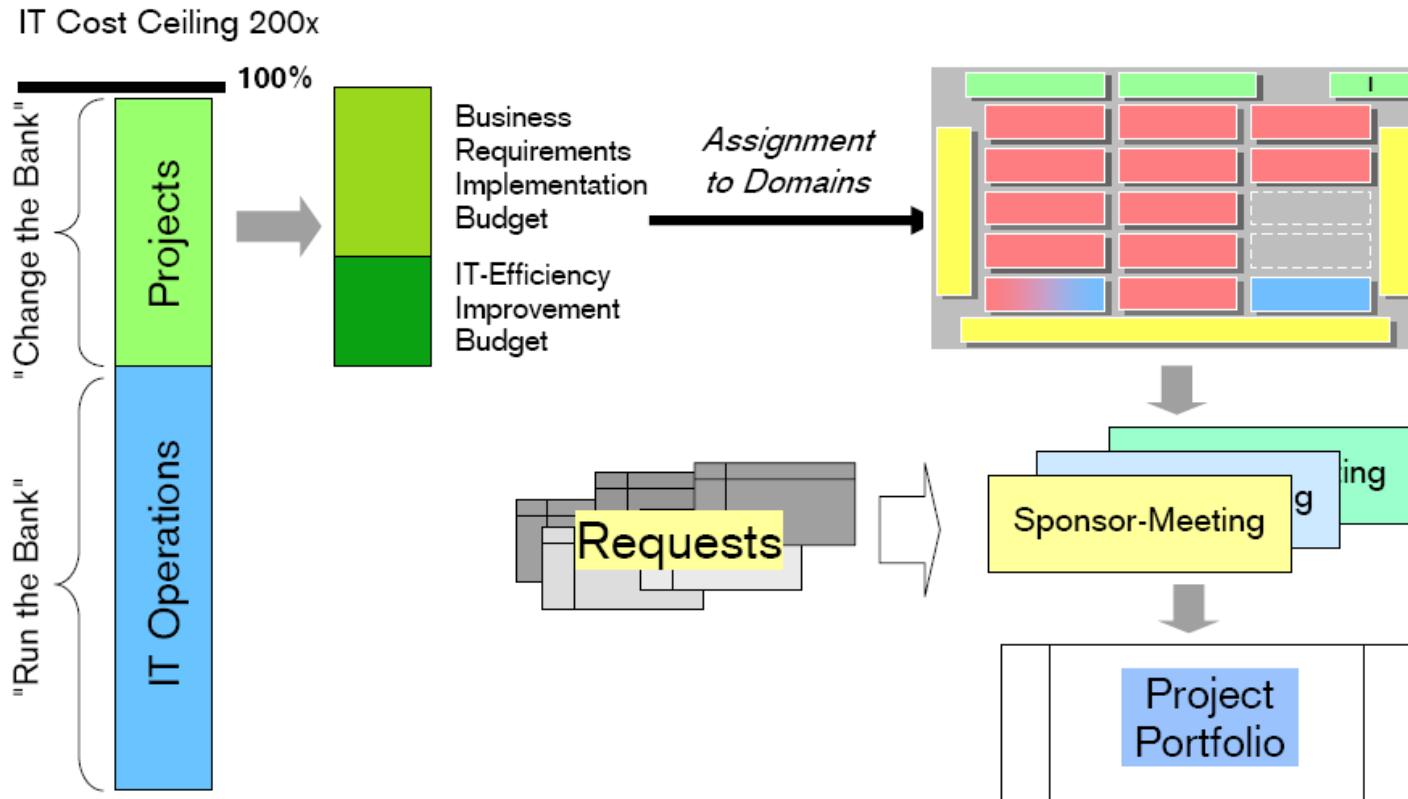 IT Cost Ceiling 200x
100%
"Change the Bank"
Projects
"Run the Bank"
IT Operations
Business
Requirements
Implementation
Budget
IT-Efficiency
Improvement
Budget
Assignment
to Domains
I
Requests
ting
g
Sponsor-Meeting
Project
Portfolio